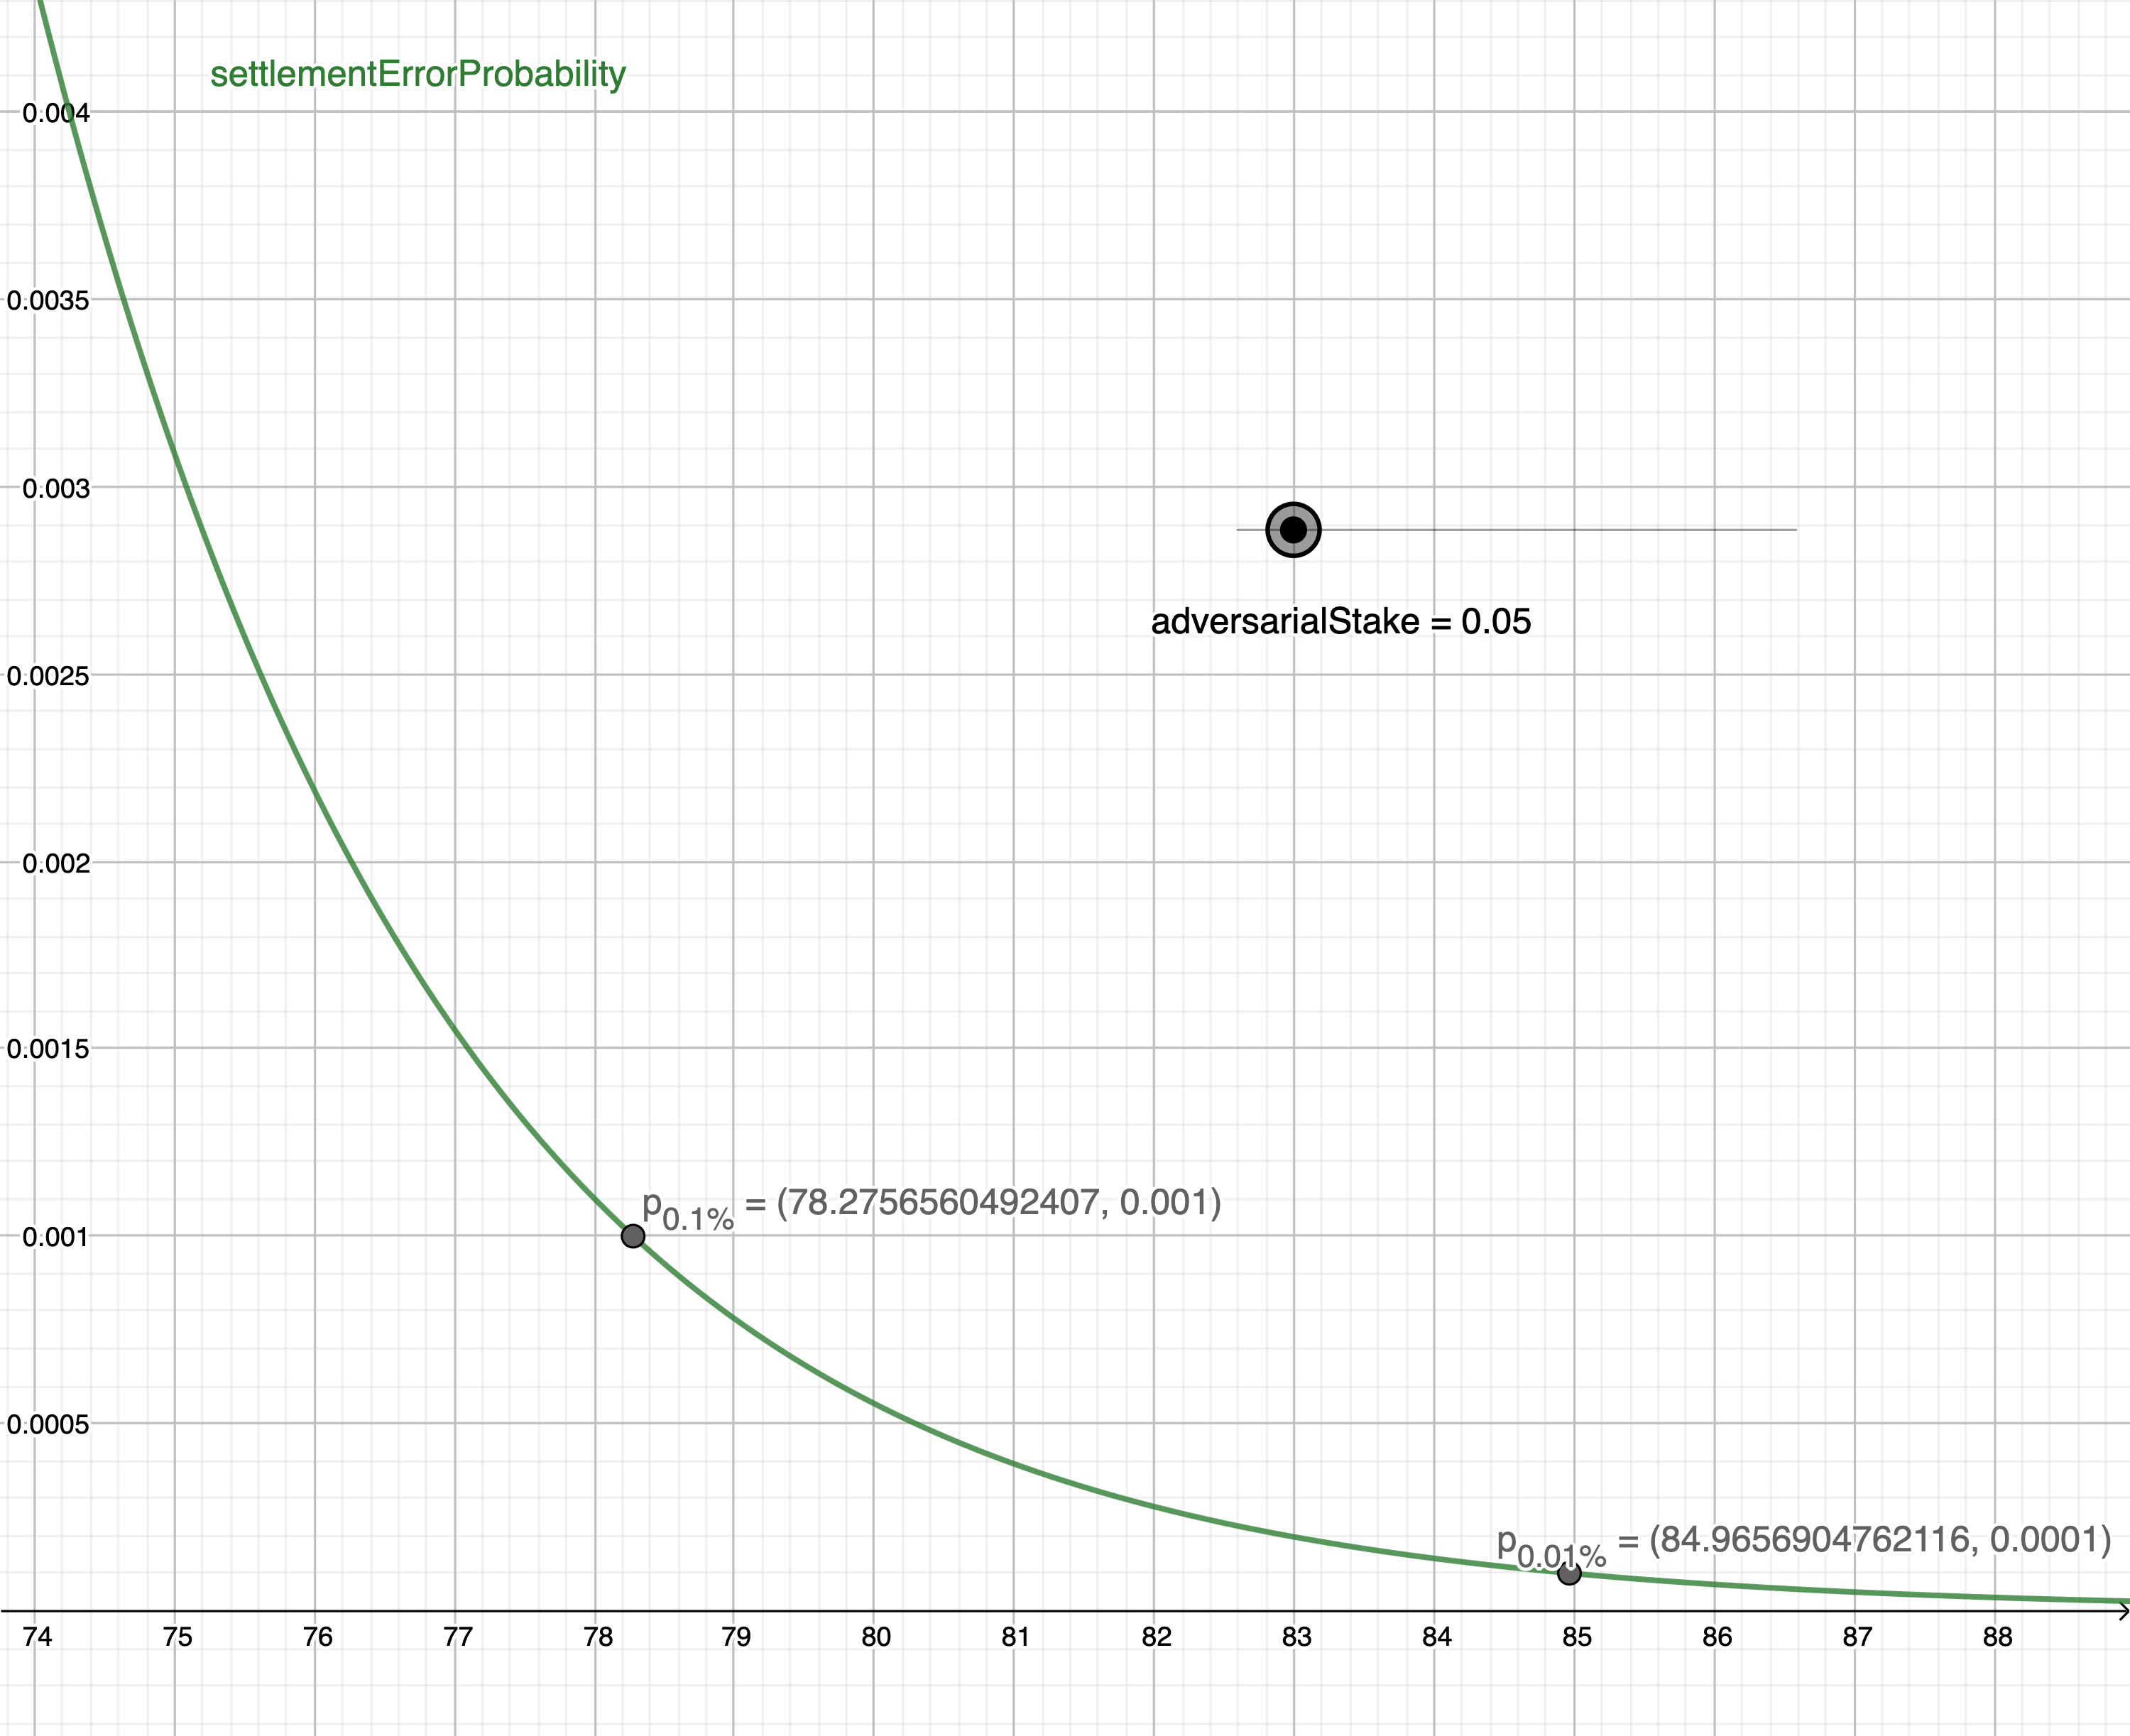 settlementErrorProbability
0.004
0.0035
0.003
adversarialStake = 0.05
0.0025
0.002
0.0015
p0.1% = (78.2756560492407, 0.001)
0.001
0.0005
p0.01% = (84.9656904762116, 0.0001)
74 75 76 77 78 79 80 81 82 83 84 85 86 87 88